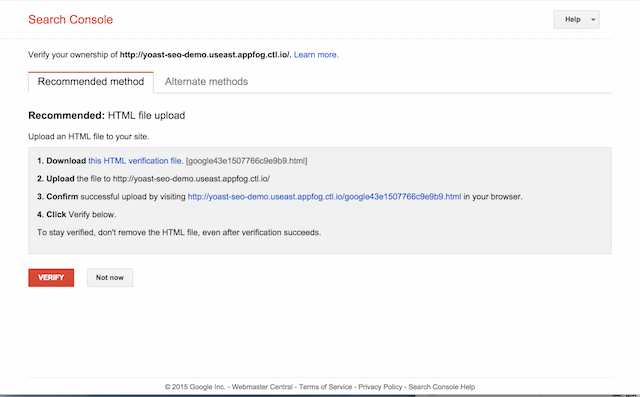 Search Console
Help
Verify your ownership of http://yoast-seo-demo.useast.appfog.ctl.io/. Learn more.
Recommended method
Alternate methods
Recommended: HTML file upload
Upload an HTML file to your site.
1. Download this HTML verification file. [google43e1507766c9e9b9.html]
2. Upload the file to http://yoast-seo-demo.useast.appfog.ctl.io/
3. Confirm successful upload by visiting http://yoast-seo-demo.useast.appfog.ctl.io/google43e1507766c9e9b9.html in your browser.
4. Click Verify below.
To stay verified, don't remove the HTML file, even after verification succeeds.
VERIFY
Not now
© 2015 Google Inc. - Webmaster Central - Terms of Service - Privacy Policy - Search Console Help